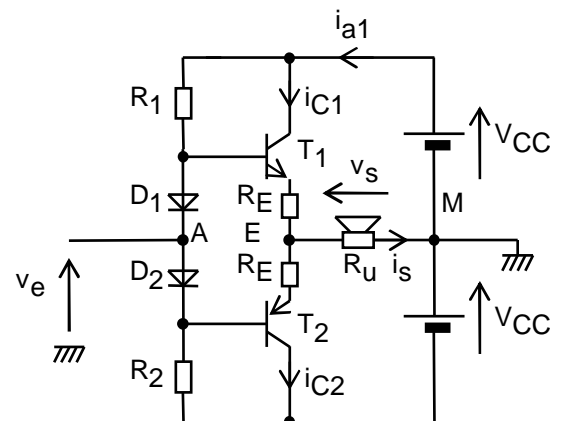 i_a1
R_1
i_C1
T_1
V_CC
v_s
D_1
R_E
M
A
E
v_e
D_2
R_E
R_u
i_s
T_2
V_CC
R_2
i_C2